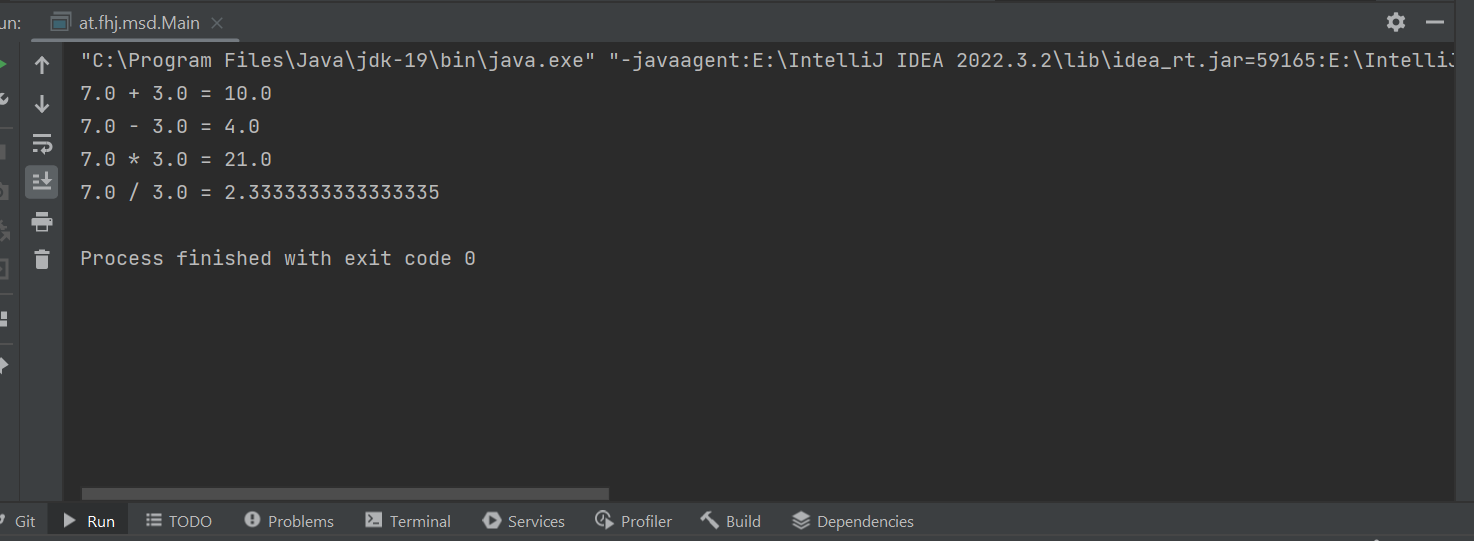 un: at.fhj.msd.Main
"C:\Program Files\Java\jdk-19\bin\java.exe" "-javaagent:E:\IntelliJ IDEA 2022.3.2\lib\idea_rt.jar=59165:E:\IntelliJ
7.0 + 3.0 = 10.0
7.0 - 3.0 = 4.0
7.0 * 3.0 = 21.0
7.0 / 3.0 = 2.3333333333333335
Process finished with exit code 0
Git Run TODO Problems Terminal Services Profiler Build Dependencies